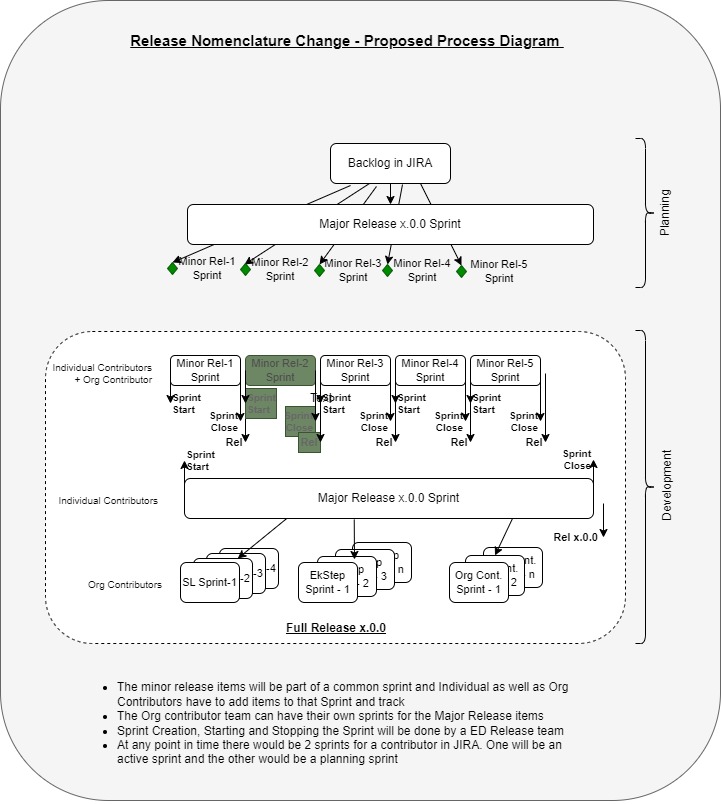 Release Nomenclature Change - Proposed Process Diagram
Backlog in JIRA
Major Release x.0.0 Sprint
Minor Rel-1
Sprint
Minor Rel-2
Sprint
Minor Rel-3
Sprint
Minor Rel-4
Sprint
Minor Rel-5
Sprint
Planning
Individual Contributors
+ Org Contributor
Minor Rel-1
Sprint
Minor Rel-2
Sprint
Minor Rel-3
Sprint
Minor Rel-4
Sprint
Minor Rel-5
Sprint
Sprint
Start
Sprint
Close
Rel
Sprint
Start
Sprint
Close
Rel
Sprint
Start
Sprint
Close
Rel
Sprint
Start
Sprint
Close
Rel
Sprint
Start
Sprint
Close
Rel
Sprint
Start
Sprint
Close
Individual Contributors
Major Release x.0.0 Sprint
Rel x.0.0
Development
Org Contributors
SL Sprint-1
-2
-3
-4
EkStep
Sprint - 1
p
- 2
p
3
p
n
Org Cont.
Sprint - 1
nt.
2
nt.
n
Full Release x.0.0
• The minor release items will be part of a common sprint and Individual as well as Org
Contributors have to add items to that Sprint and track
• The Org contributor team can have their own sprints for the Major Release items
• Sprint Creation, Starting and Stopping the Sprint will be done by a ED Release team
• At any point in time there would be 2 sprints for a contributor in JIRA. One will be an
active sprint and the other would be a planning sprint